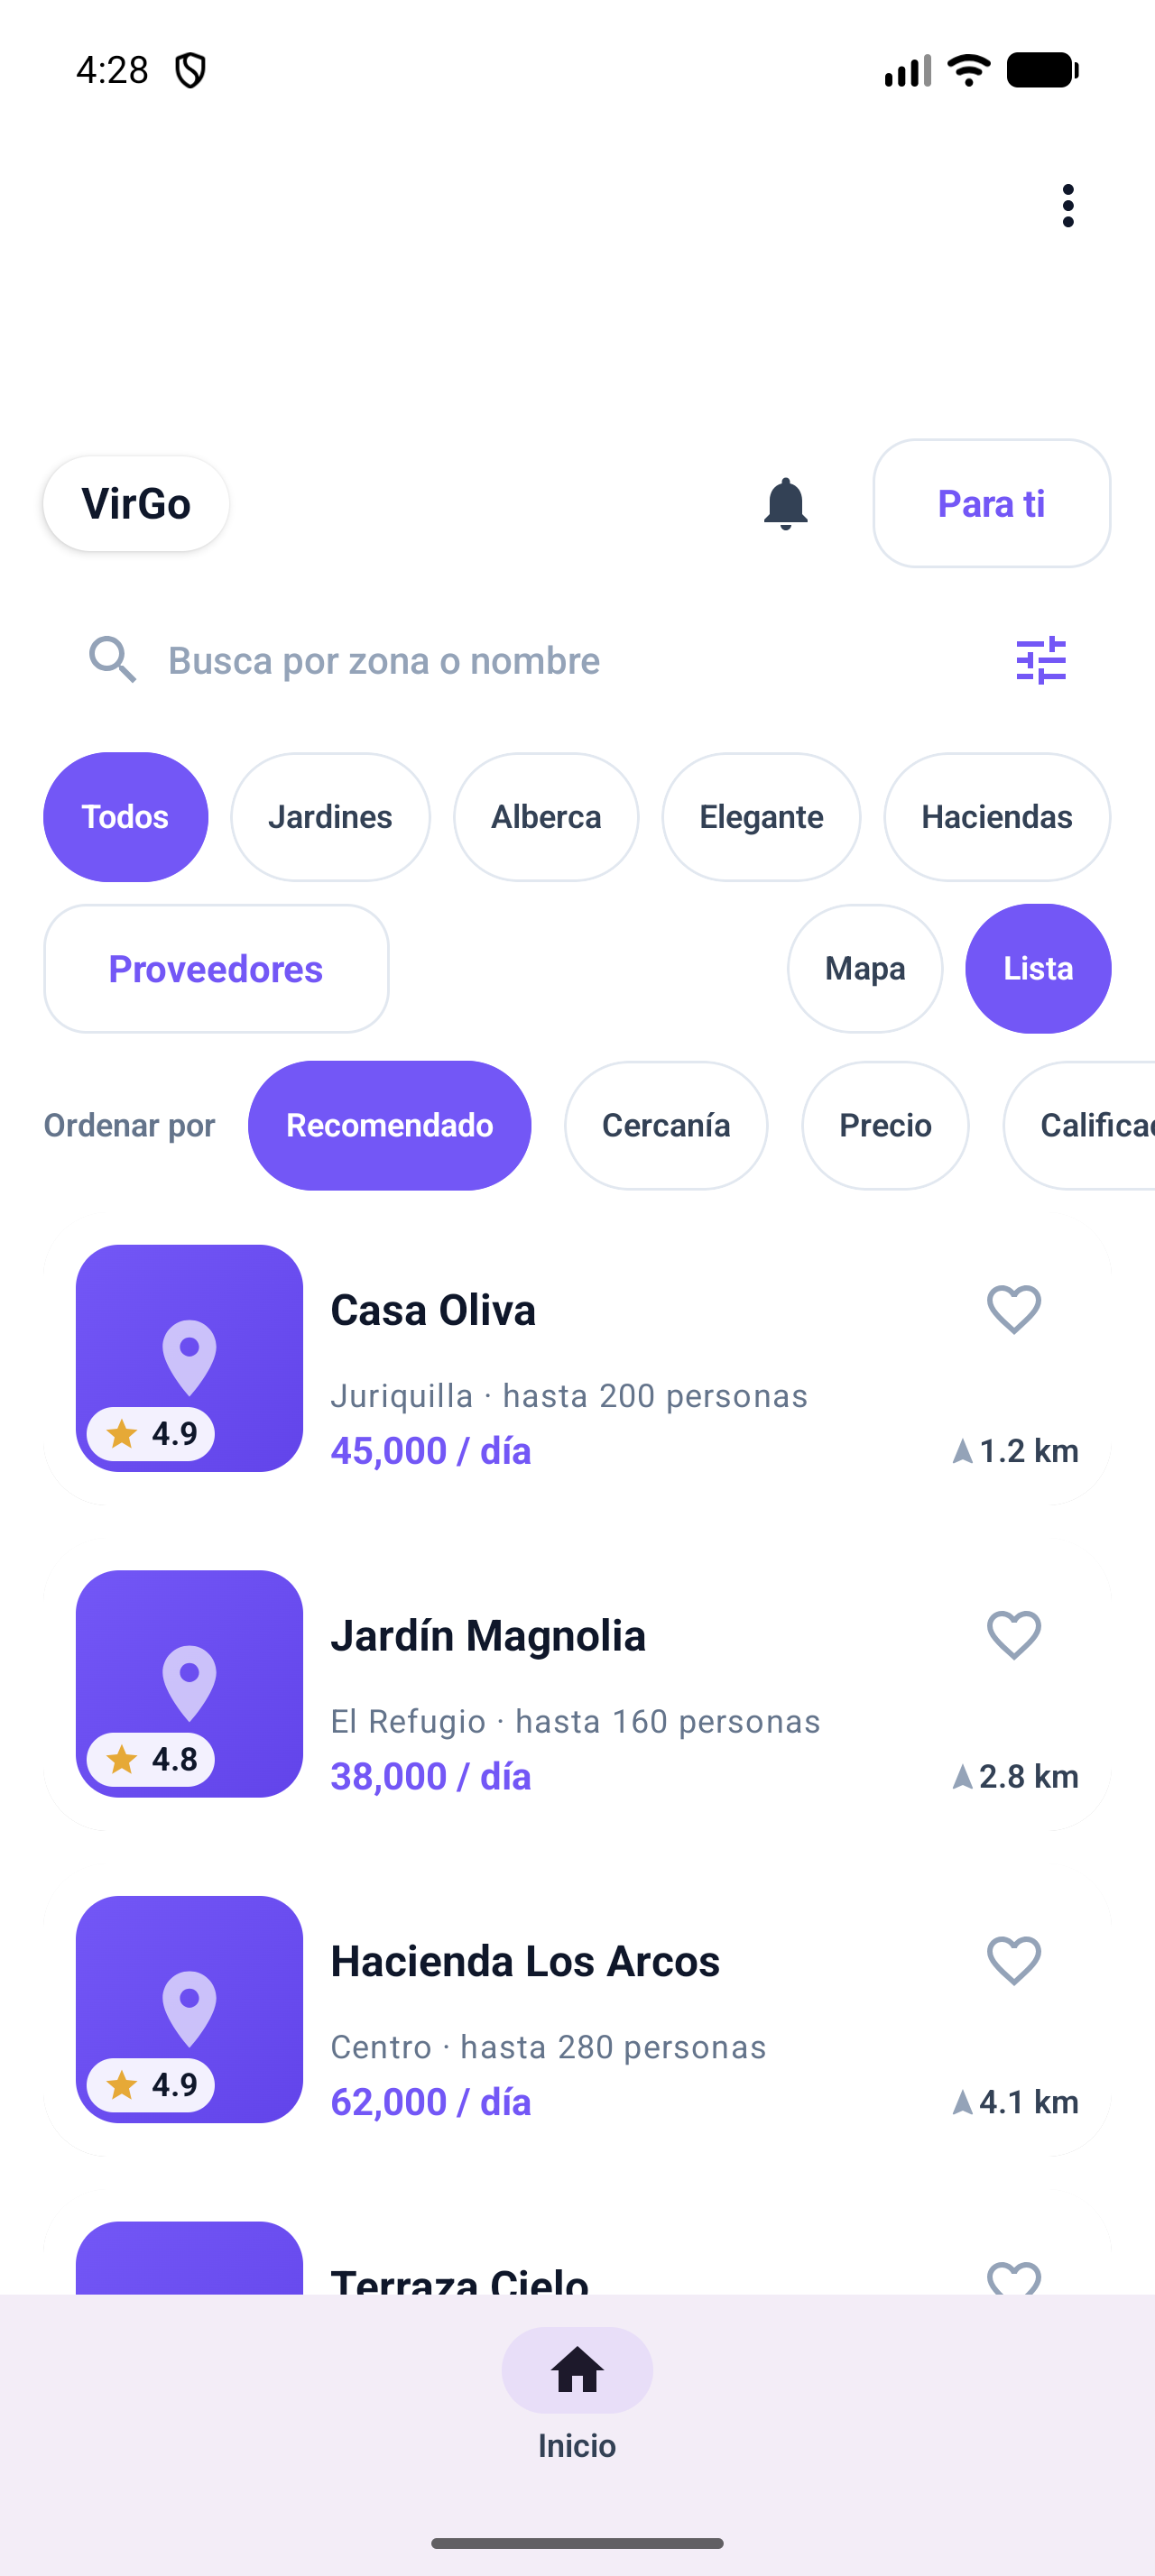 4:28
VirGo
Para ti
Busca por zona o nombre
Todos Jardines Alberca Elegante Haciendas
Proveedores Mapa Lista
Ordenar por Recomendado Cercanía Precio
Casa Oliva
Juriquilla · hasta 200 personas
4.9
45,000 / día 1.2 km
Jardín Magnolia
El Refugio · hasta 160 personas
4.8
38,000 / día 2.8 km
Hacienda Los Arcos
Centro · hasta 280 personas
4.9
62,000 / día 4.1 km
Terraza Cielo
Inicio